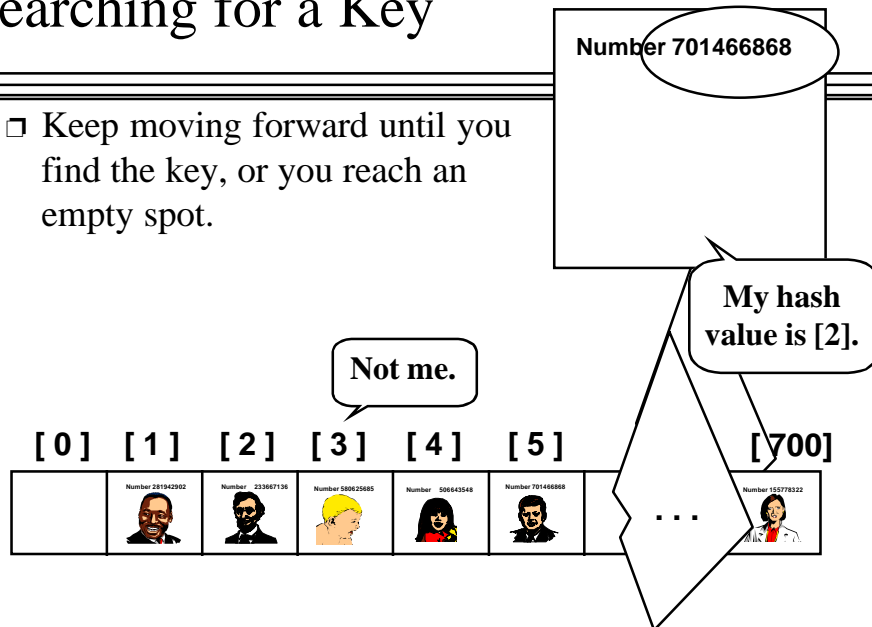 earching for a Key
Number 701466868
❒ Keep moving forward until you
find the key, or you reach an
empty spot.
My hash
value is [2].
Not me.
[ 0 ] [ 1 ] [ 2 ] [ 3 ] [ 4 ] [ 5 ] [ 700]
Number 281942902 Number 233667136 Number 580625685 Number 506643548 Number 701466868 . . . Number 155778322